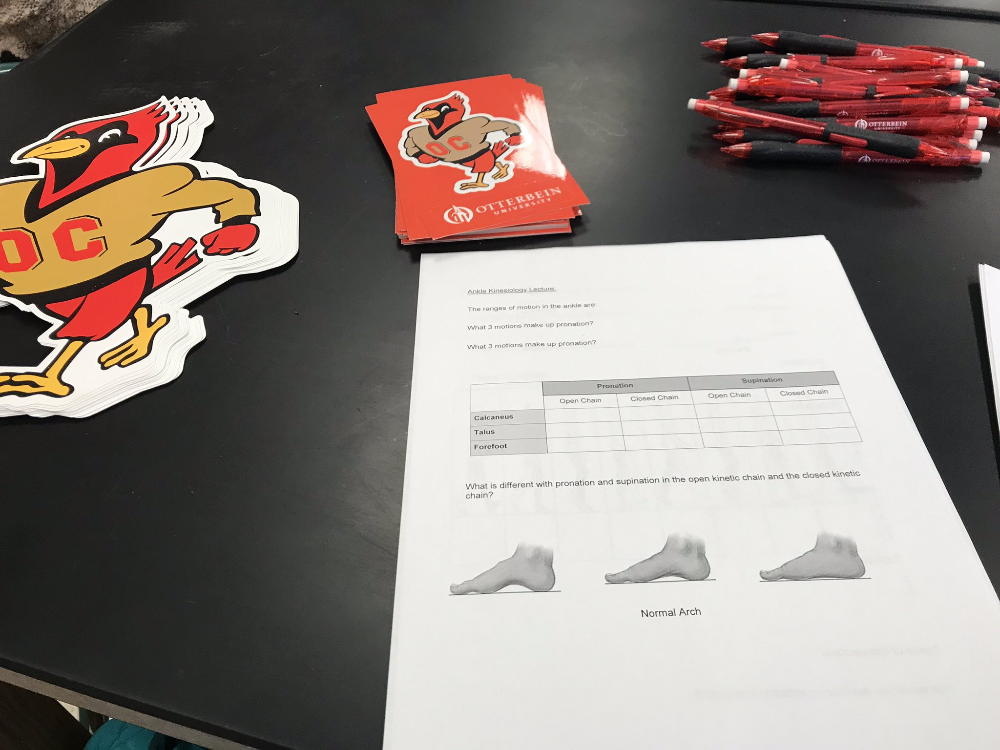 OC
OC
OTTERBEIN
UNIVERSITY
OTTERBEIN
UNIVERSITY
OTTERBEIN
Ankle Kinesiology Lecture:
The ranges of motion in the ankle are:
What 3 motions make up pronation?
What 3 motions make up pronation?
Pronation Supination
Open Chain Closed Chain Open Chain Closed Chain
Calcaneus
Talus
Forefoot
What is different with pronation and supination in the open kinetic chain and the closed kinetic
chain?
Normal Arch